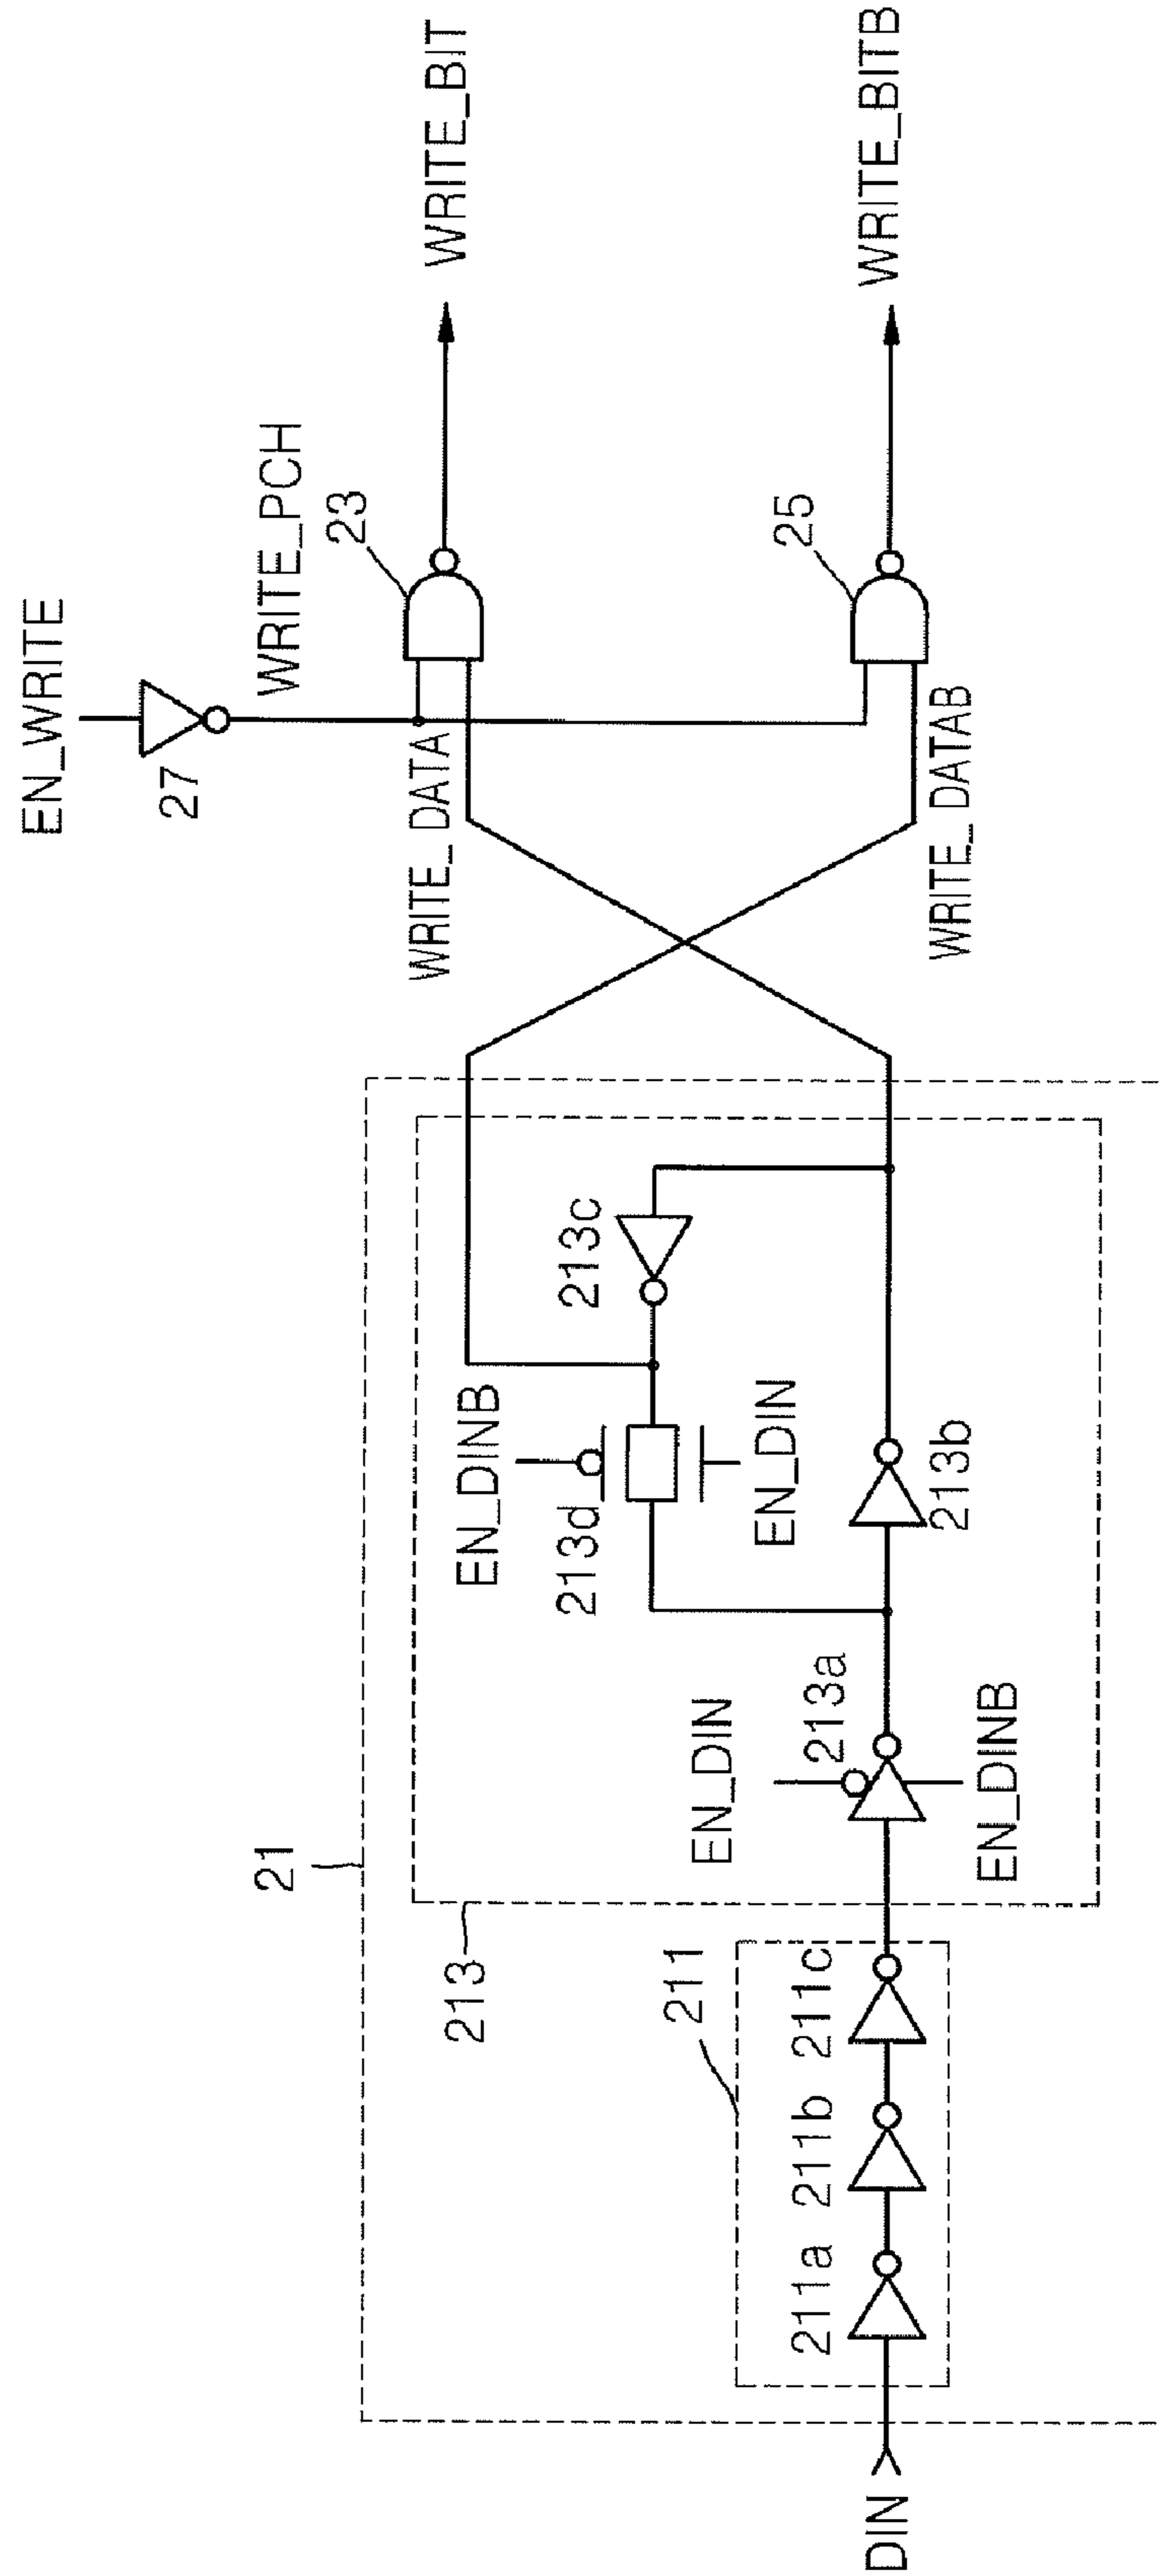 EN_WRITE
27
WRITE_PCH
23
WRITE_BIT
WRITE_DATA
25
WRITE_BITB
WRITE_DATAB
21
213
EN_DINB
213d
EN_DIN
213c
213b
EN_DIN
213a
EN_DINB
211
211a
211b
211c
DIN